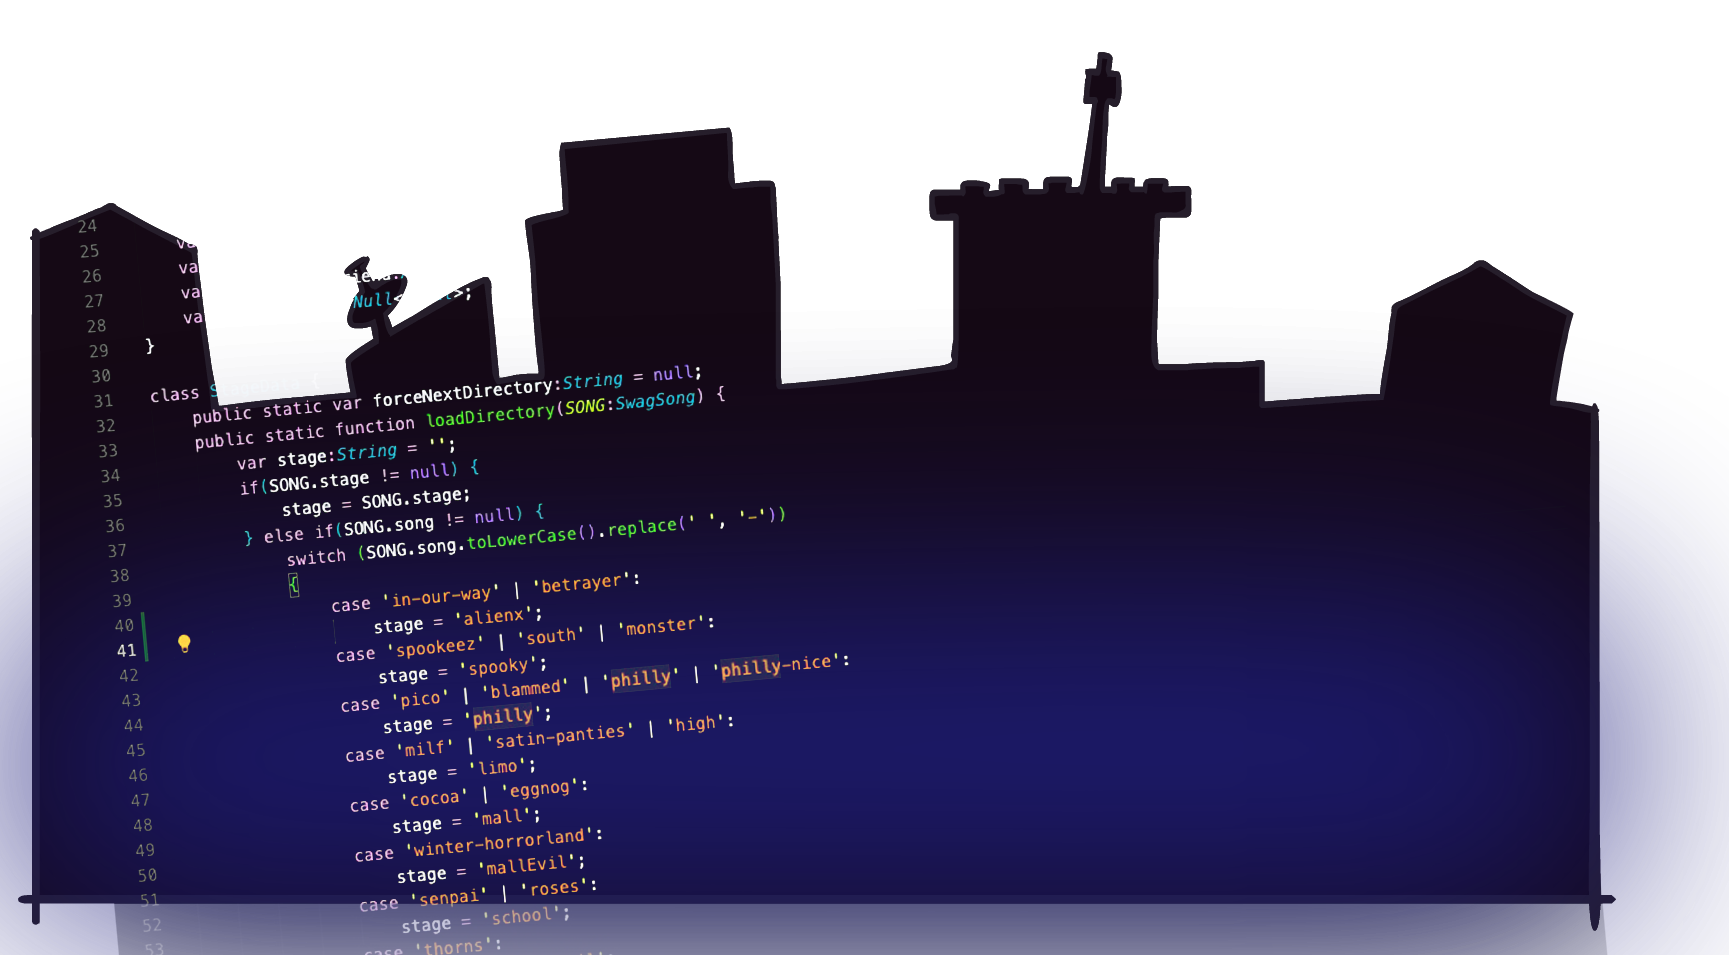 24
25 va
26 va
27 va Null< >;
28 va
29 }
30
31 class StageData {
32 public static var forceNextDirectory:String = null;
33 public static function loadDirectory(SONG:SwagSong) {
34 var stage:String = '';
35 if(SONG.stage != null) {
36 stage = SONG.stage;
37 } else if(SONG.song != null) {
38 switch (SONG.song.toLowerCase().replace(' ', '-'))
39 {
40 case 'in-our-way' | 'betrayer':
41 stage = 'alienx';
42 case 'spookeez' | 'south' | 'monster':
43 stage = 'spooky';
44 case 'pico' | 'blammed' | 'philly' | 'philly-nice':
45 stage = 'philly';
46 case 'milf' | 'satin-panties' | 'high':
47 stage = 'limo';
48 case 'cocoa' | 'eggnog':
49 stage = 'mall';
50 case 'winter-horrorland':
51 stage = 'mallEvil';
52 case 'senpai' | 'roses':
53 stage = 'school';
case 'thorns':